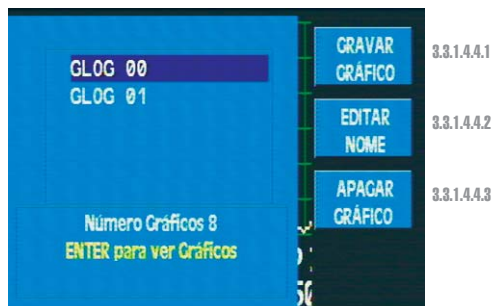 GLOG 00
GLOG 01
Número Gráficos 8
ENTER para ver Gráficos
GRAVAR
GRÁFICO
3.3.1.4.4.1
EDITAR
NOME
3.3.1.4.4.2
APAGAR
GRÁFICO
3.3.1.4.4.3